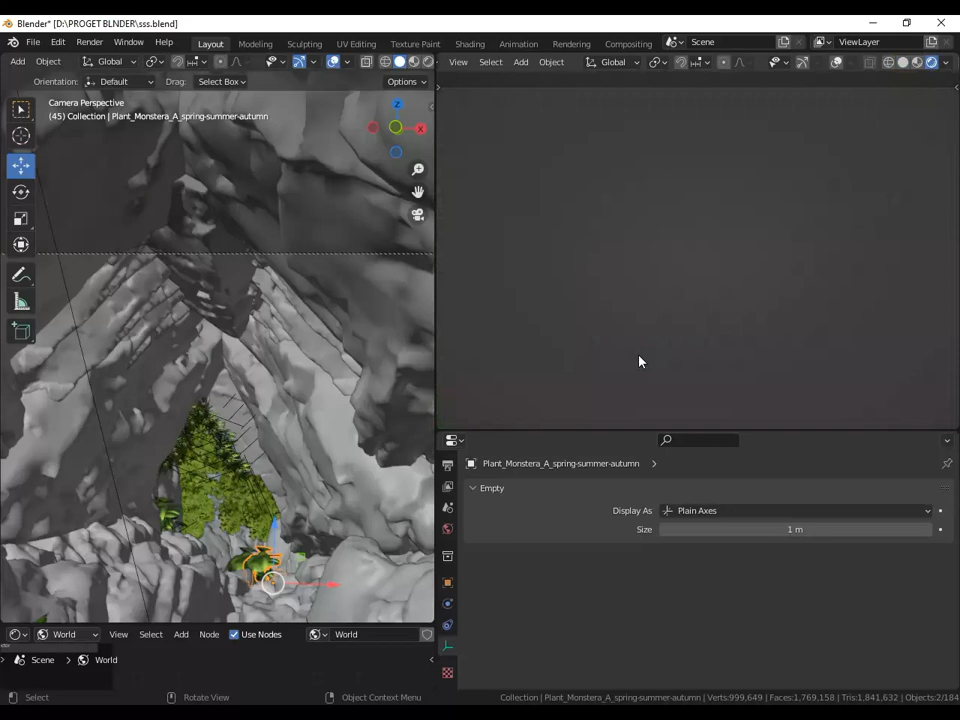 Blender* [D:\PROGET BLNDER\sss.blend]
File Edit Render Window Help Layout Modeling Sculpting UV Editing Texture Paint Shading Animation Rendering Compositing Scene ViewLayer
Add Object Global
View Select Add Object Global
Orientation: Default Drag: Select Box Options
Camera Perspective
(45) Collection | Plant_Monstera_A_spring-summer-autumn
Z
X
Plant_Monstera_A_spring-summer-autumn
Empty
Display As Plain Axes
Size 1 m
World View Select Add Node Use Nodes World
Scene World
Select Rotate View Object Context Menu Collection | Plant_Monstera_A_spring-summer-autumn | Verts:999,649 | Faces:1,769,158 | Tris:1,841,632 | Objects:2/184